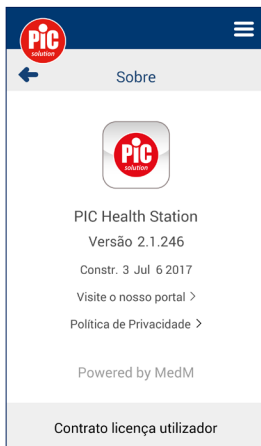 PiC
solution
Sobre
PiC
solution
PIC Health Station
Versão 2.1.246
Constr. 3 Jul 6 2017
Visite o nosso portal >
Política de Privacidade >
Powered by MedM
Contrato licença utilizador